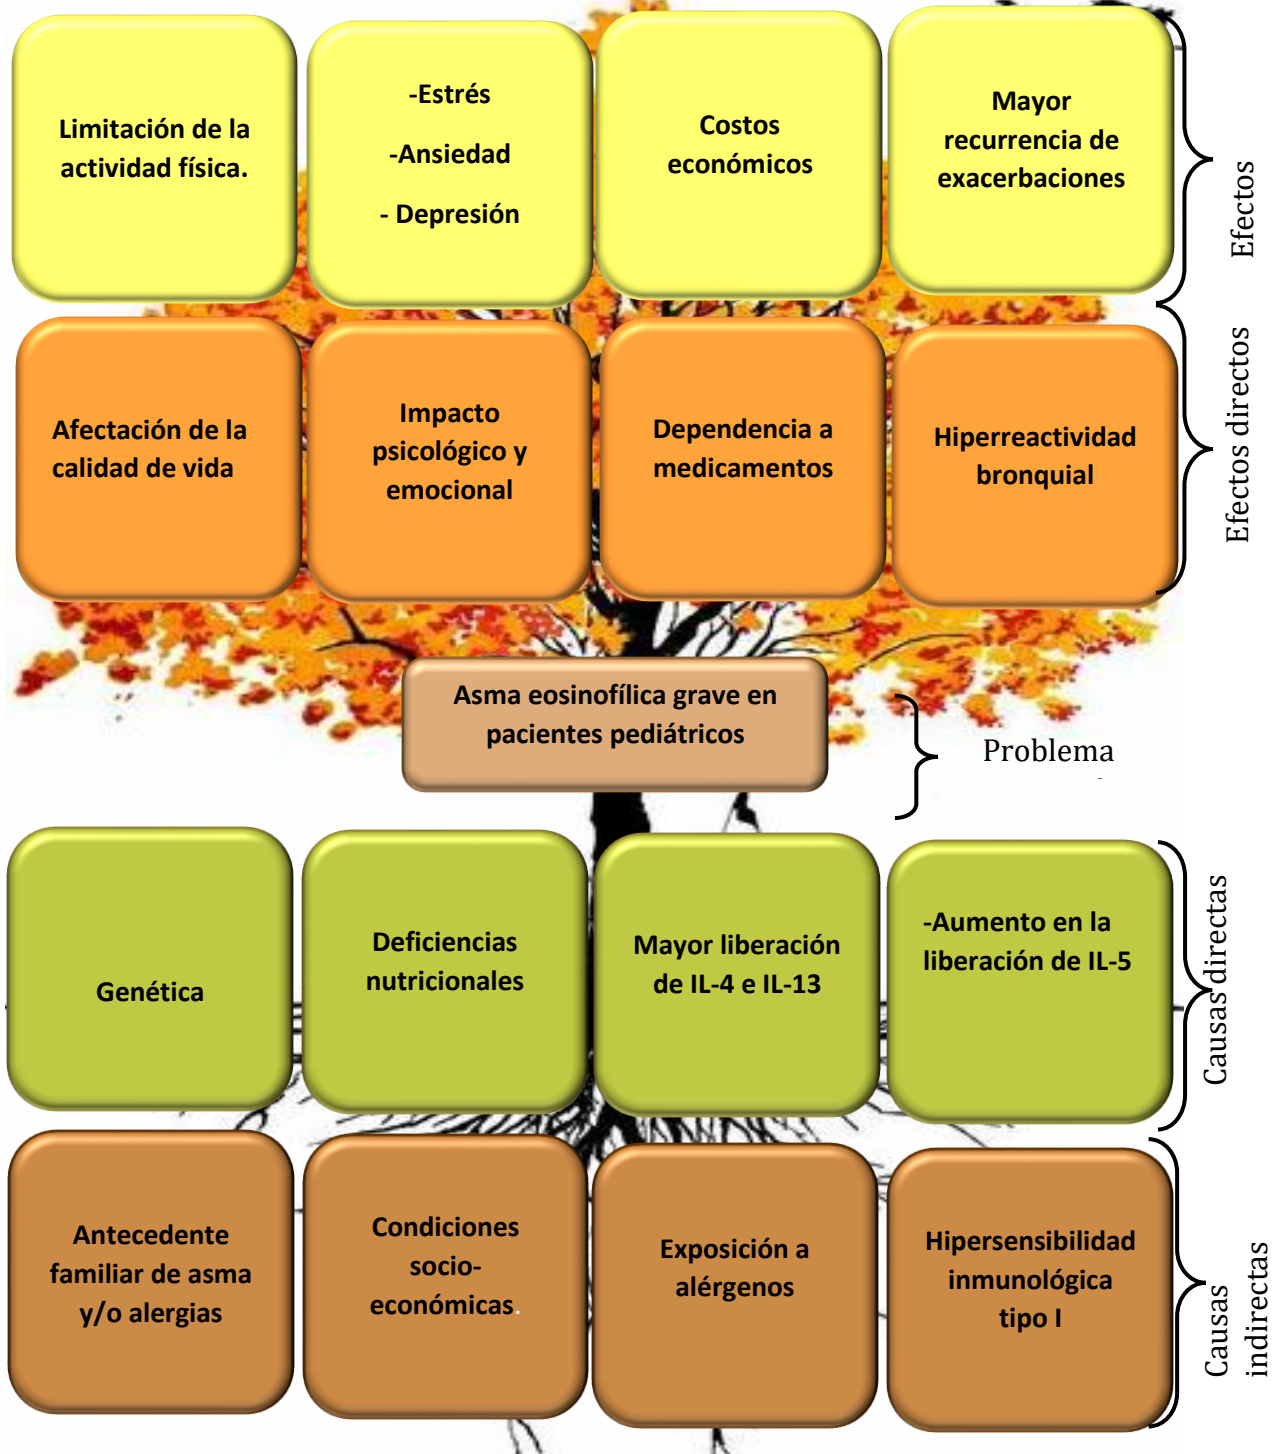 Limitación de la
actividad física.
-Estrés
-Ansiedad
- Depresión
Costos
económicos
Mayor
recurrencia de
exacerbaciones
Efectos
Afectación de la
calidad de vida
Impacto
psicológico y
emocional
Dependencia a
medicamentos
Hiperreactividad
bronquial
Efectos directos
Asma eosinofílica grave en
pacientes pediátricos
Problema
Genética
Deficiencias
nutricionales
Mayor liberación
de IL-4 e IL-13
-Aumento en la
liberación de IL-5
Causas directas
Antecedente
familiar de asma
y/o alergias
Condiciones
socio-
económicas.
Exposición a
alérgenos
Hipersensibilidad
inmunológica
tipo I
Causas
indirectas